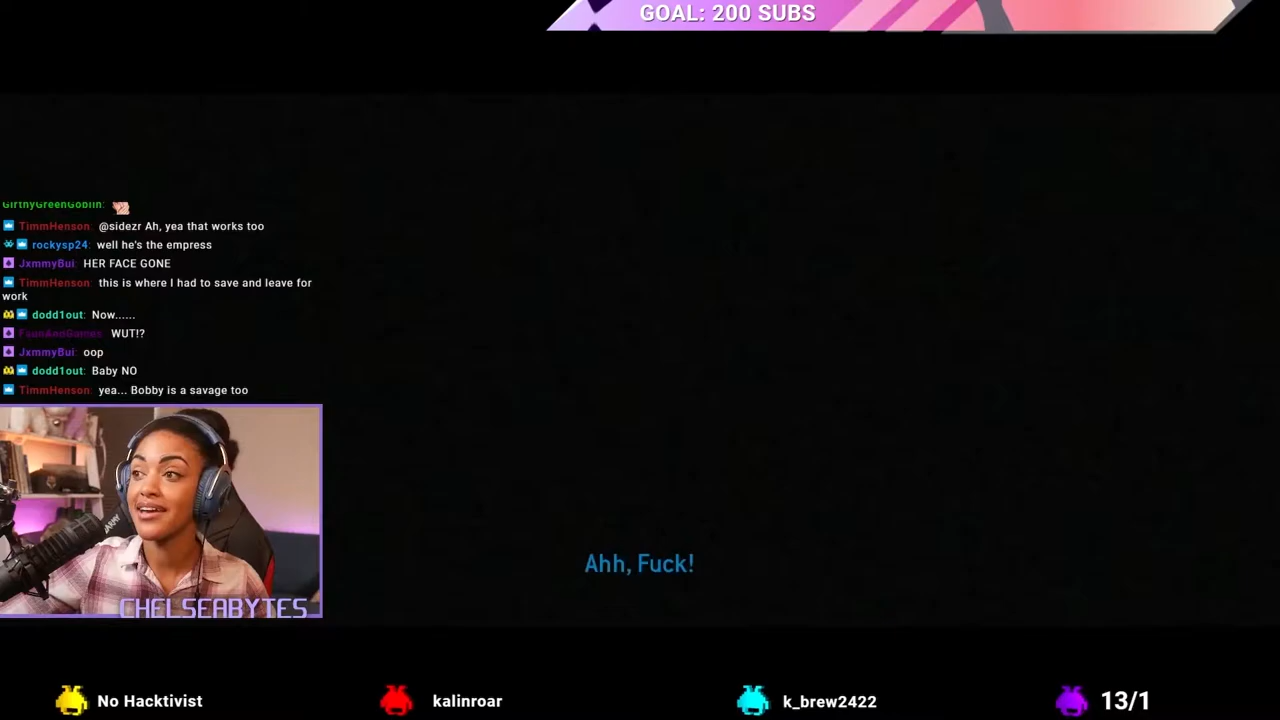 GOAL: 200 SUBS
GirthyGreenGoblin:
TimmHenson: @sidezr Ah, yea that works too
rockysp24: well he's the empress
JxmmyBui: HER FACE GONE
TimmHenson: this is where I had to save and leave for
work
dodd1out: Now......
WUT!?
JxmmyBui: oop
dodd1out: Baby NO
TimmHenson: yea... Bobby is a savage too
CHELSEABYTES
Ahh, Fuck!
No Hacktivist
kalinroar
k_brew2422
13/1